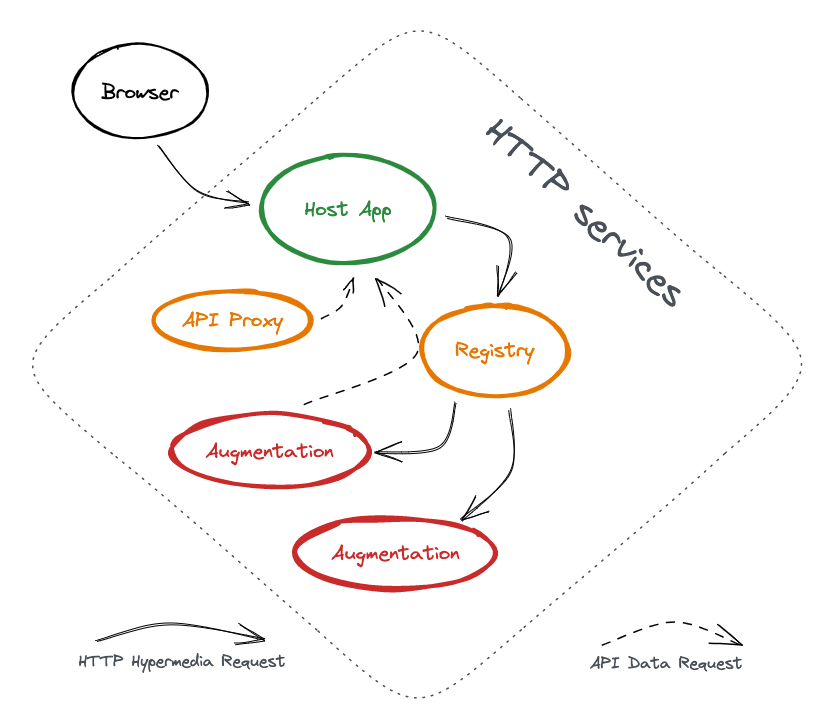 Browser
HTTP services
Host App
API Proxy
Registry
Augmentation
Augmentation
HTTP Hypermedia Request
API Data Request